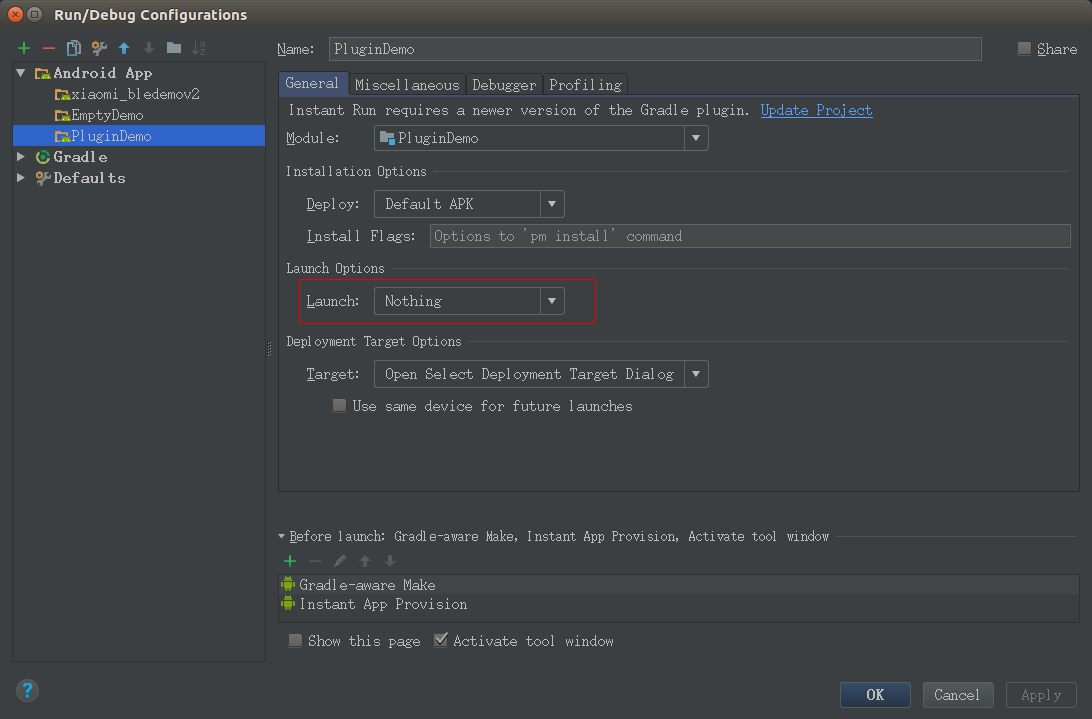 Run/Debug Configurations
Name: PluginDemo Share
Android App
xiaomi_bledemov2
EmptyDemo
PluginDemo
Gradle
Defaults
General Miscellaneous Debugger Profiling
Instant Run requires a newer version of the Gradle plugin. Update Project
Module: PluginDemo
Installation Options
Deploy: Default APK
Install Flags: Options to 'pm install' command
Launch Options
Launch: Nothing
Deployment Target Options
Target: Open Select Deployment Target Dialog
Use same device for future launches
Before launch: Gradle-aware Make, Instant App Provision, Activate tool window
Gradle-aware Make
Instant App Provision
Show this page Activate tool window
? OK Cancel Apply